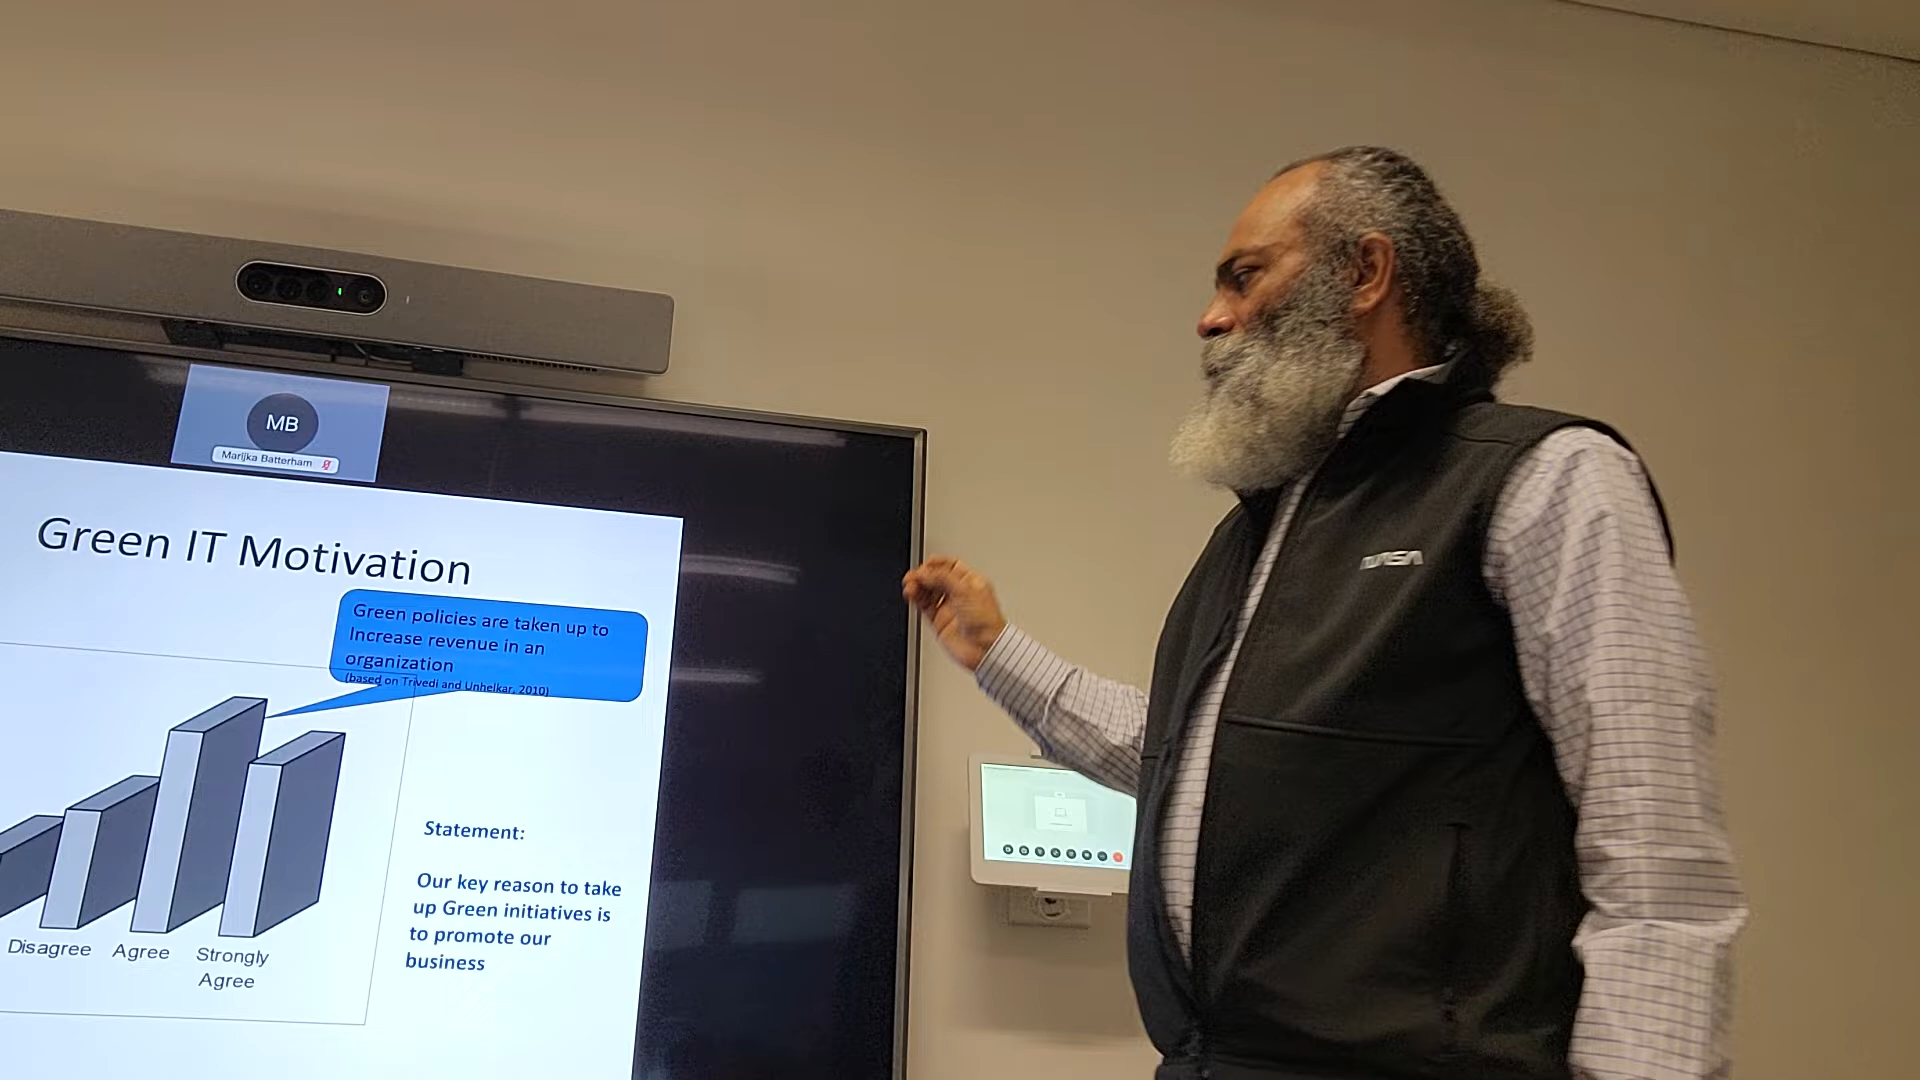 MB
Marijka Batterham
Green IT Motivation
Green policies are taken up to
Increase revenue in an
organization
(based on Trivedi and Unhelkar, 2010)
Statement:
Our key reason to take
up Green initiatives is
to promote our
business
Disagree
Agree
Strongly
Agree
NASA